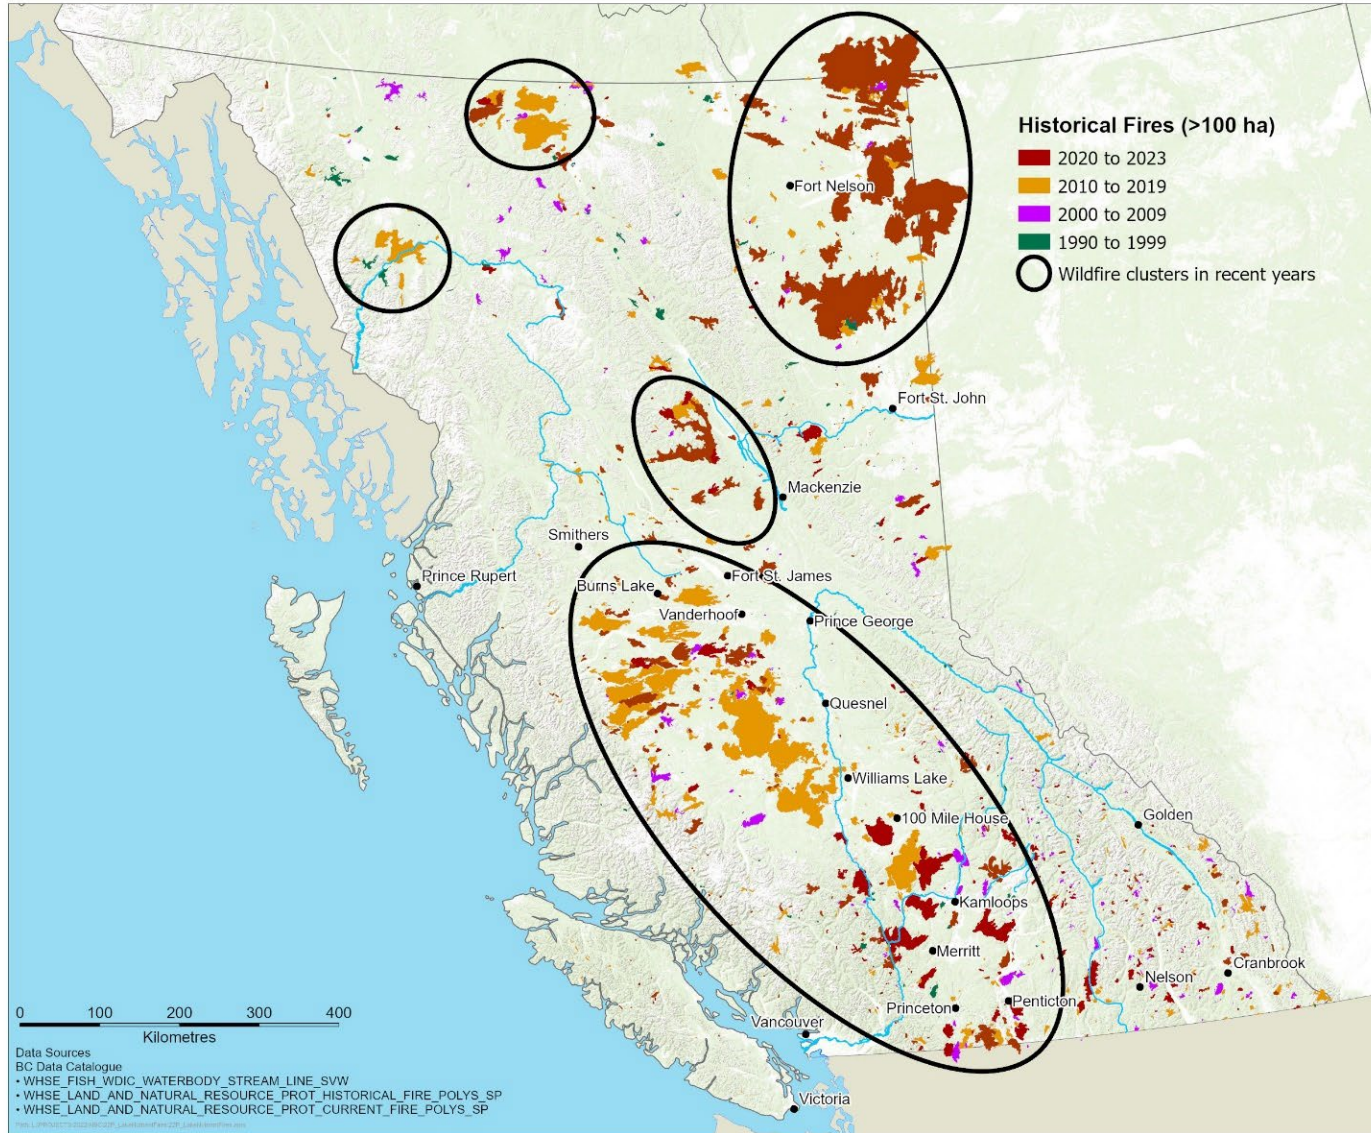 Historical Fires (>100 ha)
2020 to 2023
2010 to 2019
2000 to 2009
1990 to 1999
Wildfire clusters in recent years
Fort Nelson
Fort St. John
Mackenzie
Smithers
Prince Rupert
Fort St. James
Burns Lake
Vanderhoof
Prince George
Quesnel
Williams Lake
100 Mile House
Golden
Kamloops
Merritt
Cranbrook
Nelson
Penticton
Princeton
Vancouver
Victoria
0 100 200 300 400
Kilometres
Data Sources
BC Data Catalogue
• WHSE_FISH_WDIC_WATERBODY_STREAM_LINE_SVW
• WHSE_LAND_AND_NATURAL_RESOURCE_PROT_HISTORICAL_FIRE_POLYS_SP
• WHSE_LAND_AND_NATURAL_RESOURCE_PROT_CURRENT_FIRE_POLYS_SP